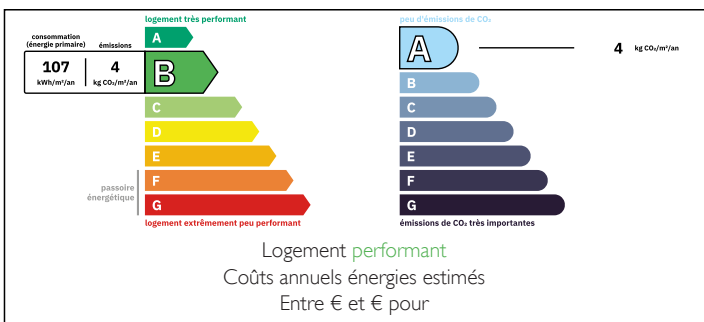 logement très performant
consommation
(énergie primaire)
émissions
107
kWh/m²/an
4
kg CO₂/m²/an
A
B
C
D
E
F
G
passoire
énergétique
logement extrêmement peu performant
peu d'émissions de CO₂
A
4 kg CO₂/m²/an
B
C
D
E
F
G
émissions de CO₂ très importantes
Logement performant
Coûts annuels énergies estimés
Entre € et € pour